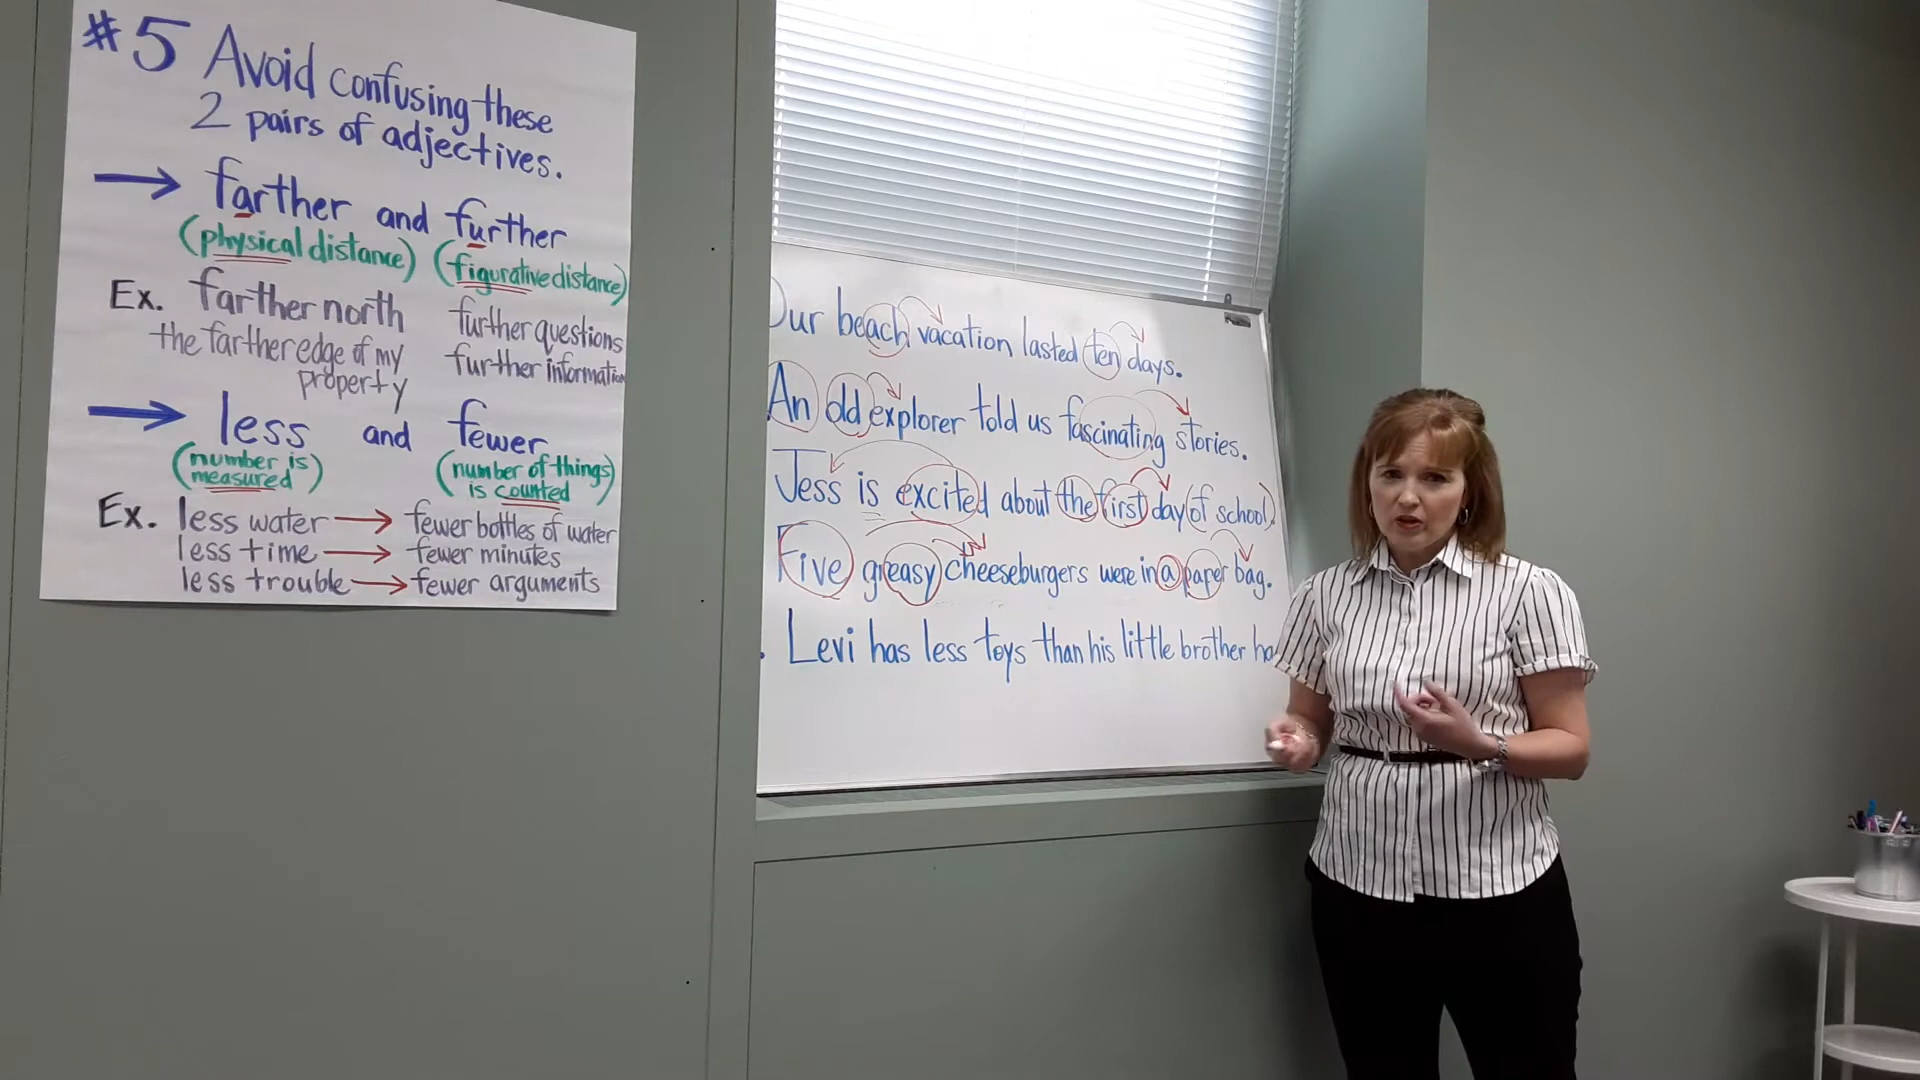 #5 Avoid confusing these
2 pairs of adjectives.
farther and further
(physical distance) (figurative distance)
Ex. farther north further questions
the farther edge of my further information
property
less and fewer
(number is measured) (number of things is counted)
Ex. less water → fewer bottles of water
less time → fewer minutes
less trouble → fewer arguments
Our beach vacation lasted ten days.
An old explorer told us fascinating stories.
Jess is excited about the first day of school.
Five greasy cheeseburgers were in a paper bag.
Levi has less toys than his little brother